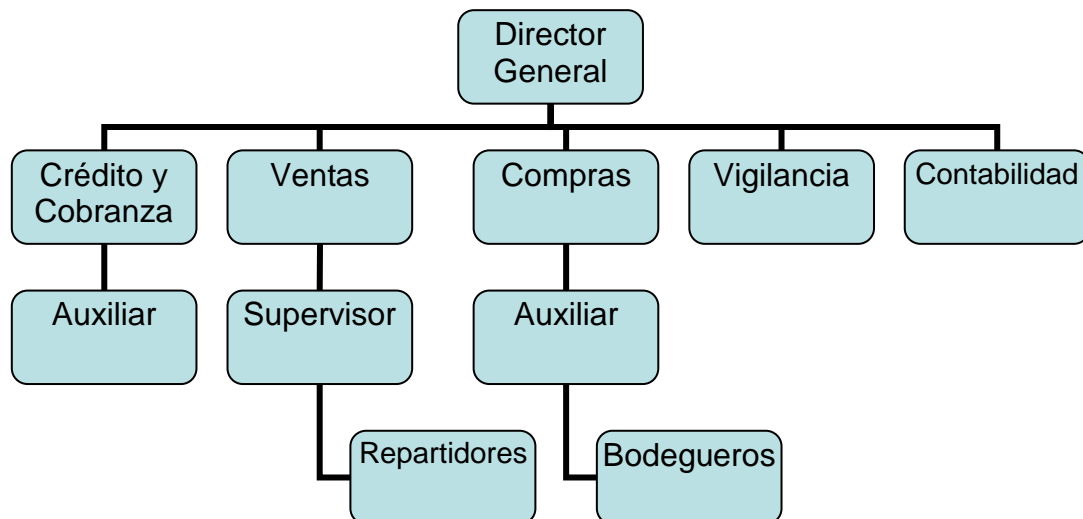 Director
General
Crédito y
Cobranza
Ventas
Compras
Vigilancia
Contabilidad
Auxiliar
Supervisor
Auxiliar
Repartidores
Bodegueros